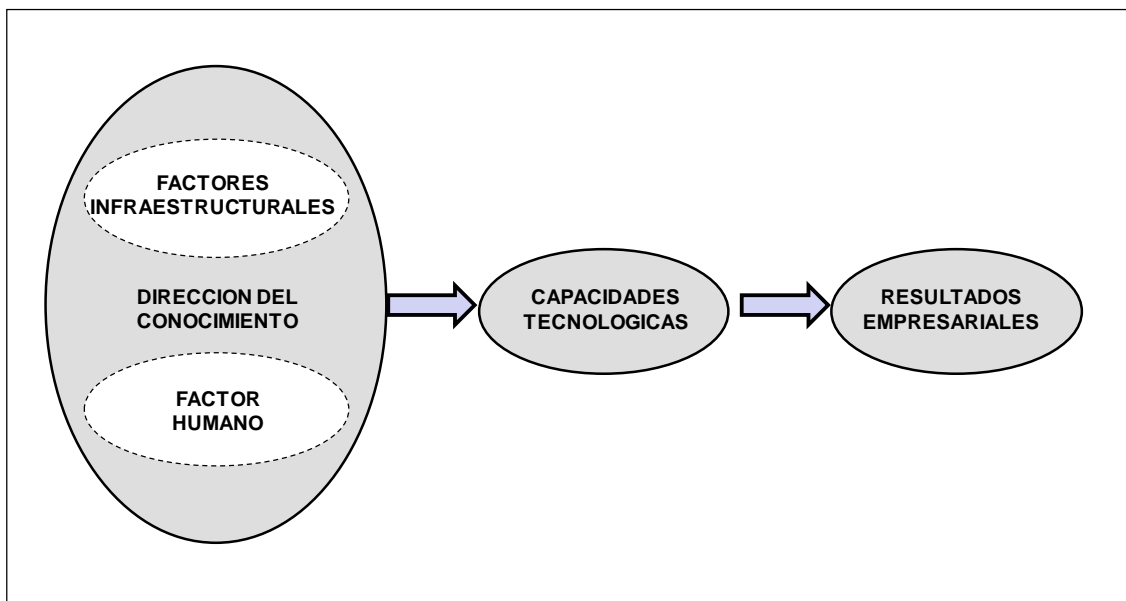 FACTORES
INFRAESTRUCTURALES
DIRECCION DEL
CONOCIMIENTO
FACTOR
HUMANO
CAPACIDADES
TECNOLOGICAS
RESULTADOS
EMPRESARIALES